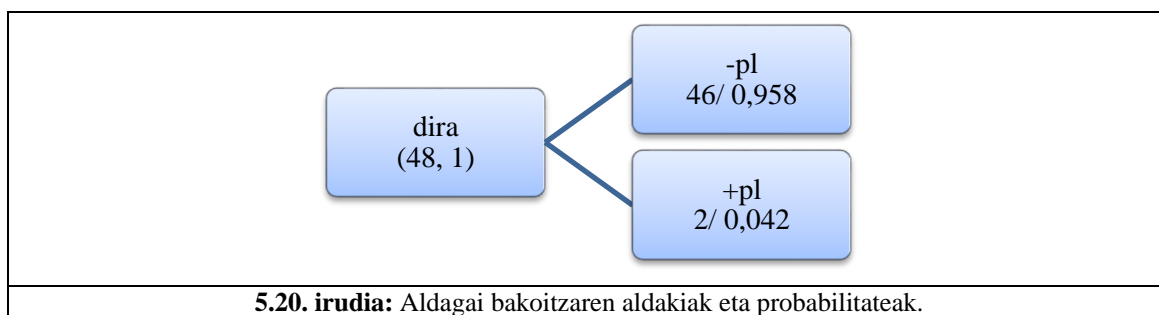 -pl
46/ 0,958
dira
(48, 1)
+pl
2/ 0,042
5.20. irudia: Aldagai bakoitzaren aldakiak eta probabilitateak.